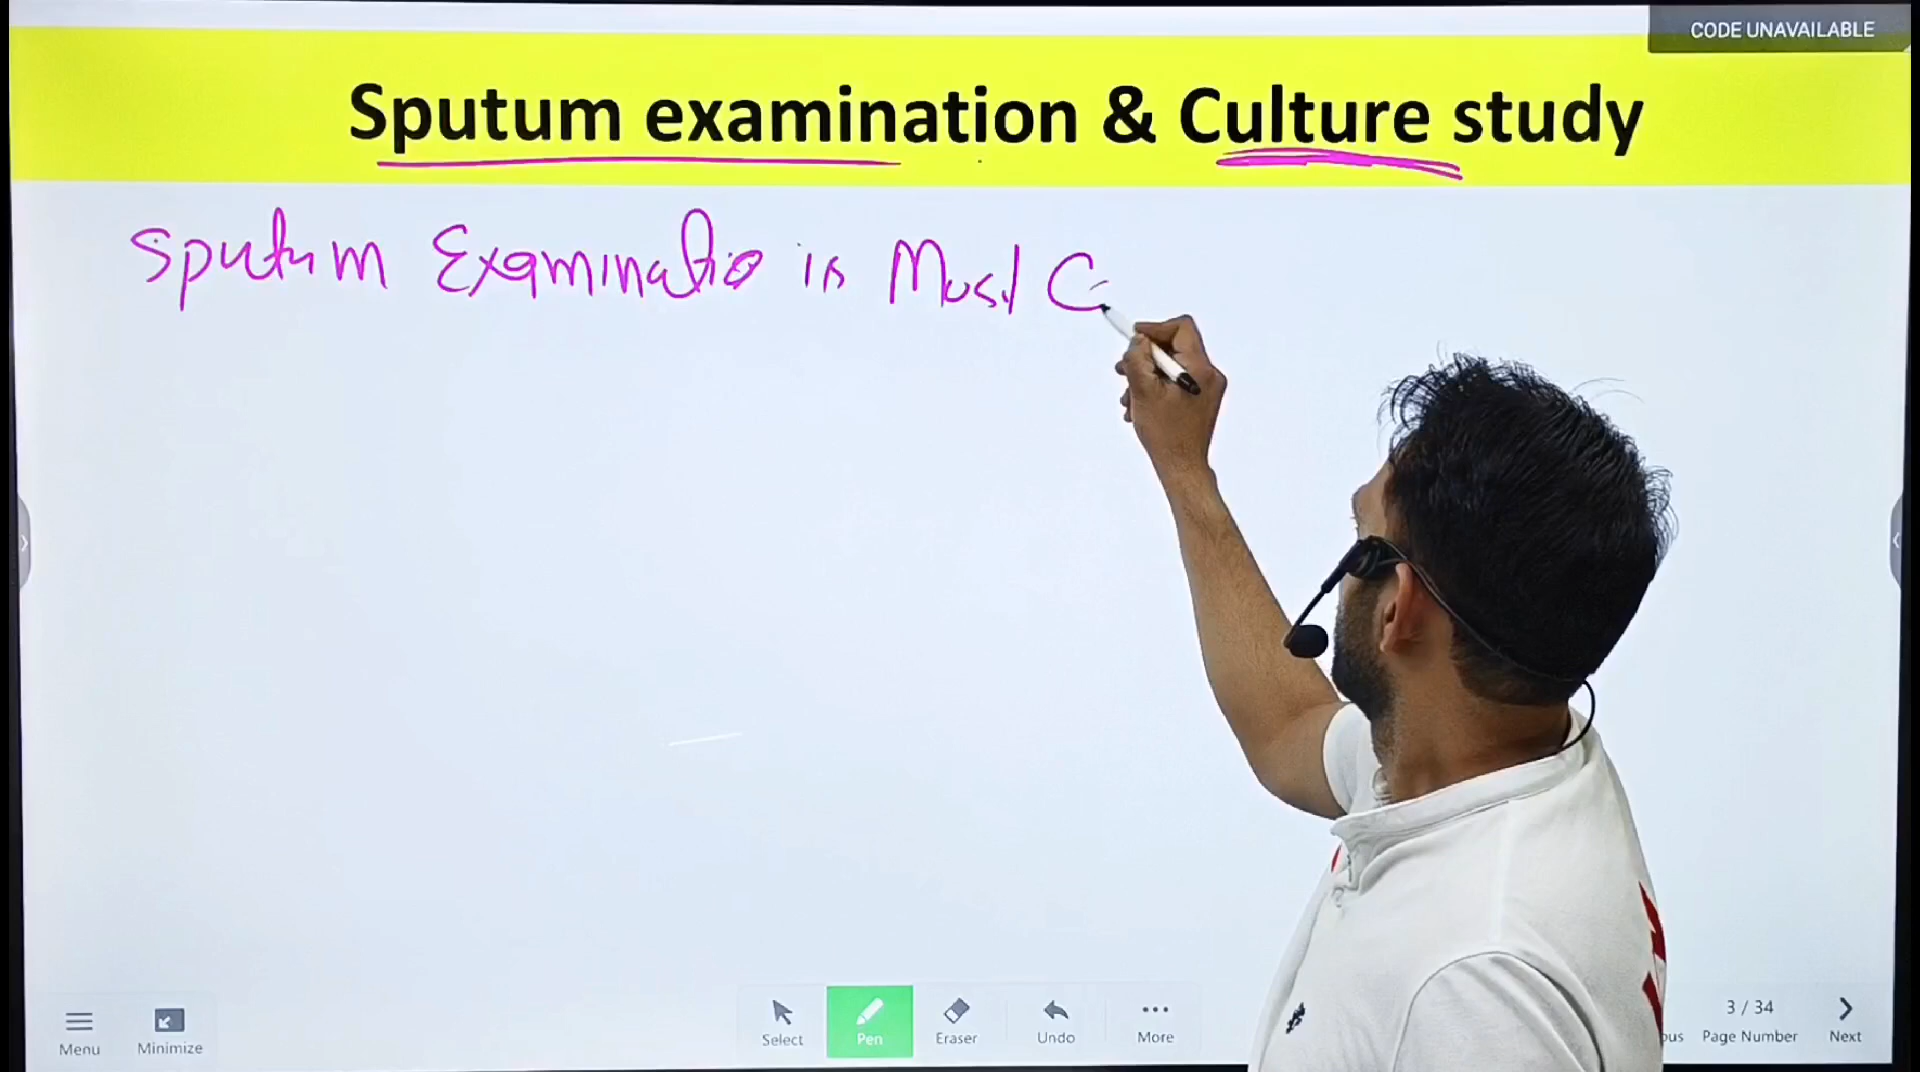 CODE UNAVAILABLE
Sputum examination & Culture study
Sputum Examinatio is Most C
Menu
Minimize
Select
Pen
Eraser
Undo
More
3 / 34
Page Number
Next